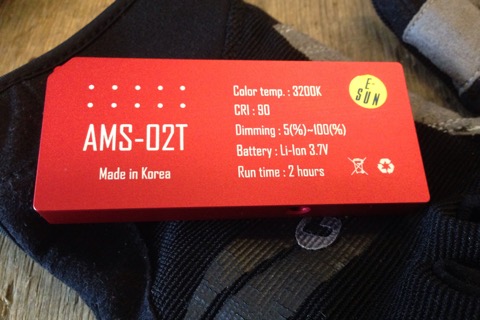 AMS-02T
Made in Korea
Color temp. : 3200K
CRI : 90
Dimming : 5(%)~100(%)
Battery : Li-Ion 3.7V
Run time : 2 hours
E-
SUN